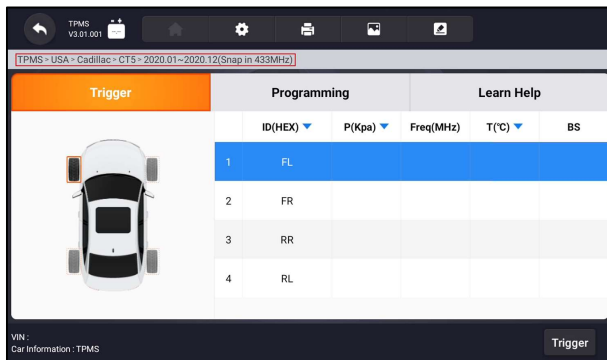 TPMS
V3.01.001
TPMS > USA > Cadillac > CT5 > 2020.01~2020.12(Snap in 433MHz)
Trigger Programming Learn Help
ID(HEX) P(Kpa) Freq(MHz) T(℃) BS
1 FL
2 FR
3 RR
4 RL
VIN :
Car Information : TPMS
Trigger